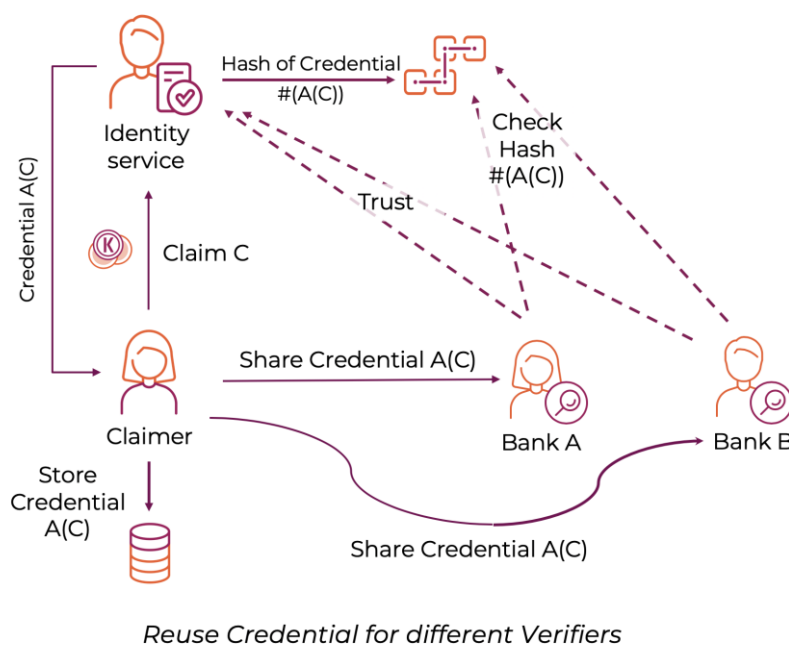 Hash of Credential
#(A(C))
Identity
service
Check
Hash
#(A(C))
Trust
Credential A(C)
K
Claim C
Share Credential A(C)
Claimer
Bank A
Bank B
Store
Credential
A(C)
Share Credential A(C)
Reuse Credential for different Verifiers